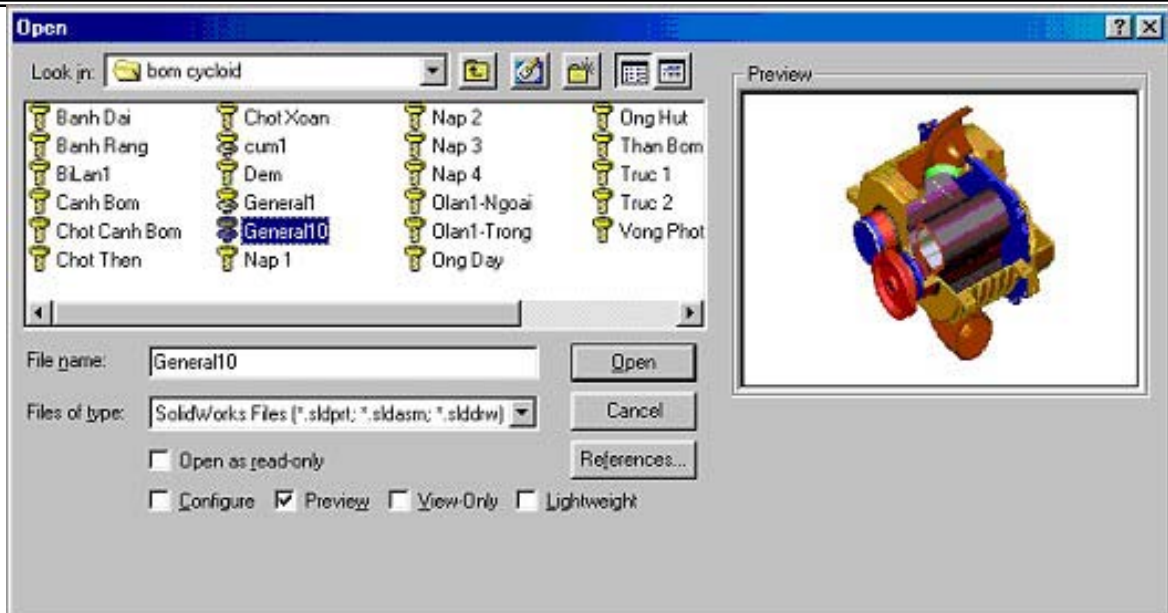 Open
Look in: bom cycloid
Preview
Banh Dai
Banh Rang
BiLan1
Canh Bom
Chot Canh Bom
Chot Then
Chot Xoan
cum1
Dem
General1
General10
Nap 1
Nap 2
Nap 3
Nap 4
Olan1-Ngoai
Olan1-Trong
Ong Day
Ong Hut
Than Bom
Truc 1
Truc 2
Vong Phot
File name: General10 Open
Files of type: SolidWorks Files (*.sldprt; *.sldasm; *.slddrw) Cancel
Open as read-only References...
Configure Preview View-Only Lightweight